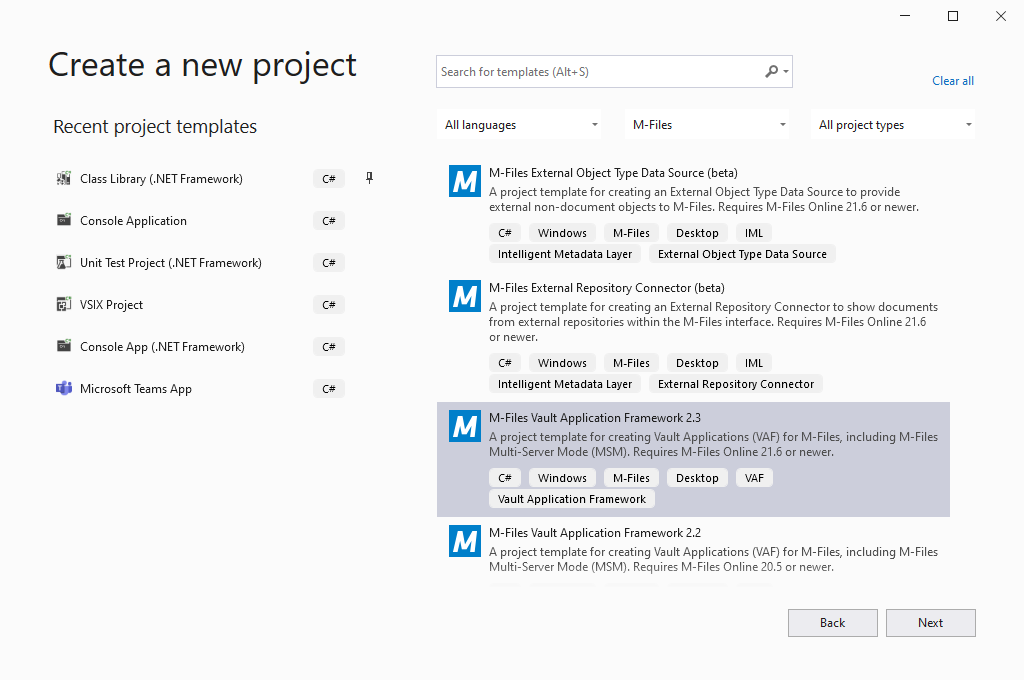 Create a new project
Search for templates (Alt+S)
Clear all
All languages
M-Files
All project types
Recent project templates
Class Library (.NET Framework)
C#
Console Application
C#
Unit Test Project (.NET Framework)
C#
VSIX Project
C#
Console App (.NET Framework)
C#
Microsoft Teams App
C#
M
M-Files External Object Type Data Source (beta)
A project template for creating an External Object Type Data Source to provide
external non-document objects to M-Files. Requires M-Files Online 21.6 or newer.
C# Windows M-Files Desktop IML
Intelligent Metadata Layer External Object Type Data Source
M
M-Files External Repository Connector (beta)
A project template for creating an External Repository Connector to show documents
from external repositories within the M-Files interface. Requires M-Files Online 21.6
or newer.
C# Windows M-Files Desktop IML
Intelligent Metadata Layer External Repository Connector
M
M-Files Vault Application Framework 2.3
A project template for creating Vault Applications (VAF) for M-Files, including M-Files
Multi-Server Mode (MSM). Requires M-Files Online 21.6 or newer.
C# Windows M-Files Desktop VAF
Vault Application Framework
M
M-Files Vault Application Framework 2.2
A project template for creating Vault Applications (VAF) for M-Files, including M-Files
Multi-Server Mode (MSM). Requires M-Files Online 20.5 or newer.
Back
Next